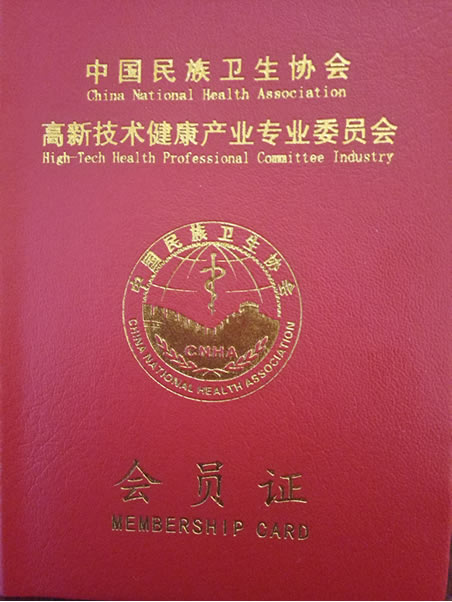 中国民族卫生协会
China National Health Association
高新技术健康产业专业委员会
High-Tech Health Professional Committee Industry
中国民族卫生协会
CNHA
CHINA NATIONAL HEALTH ASSOCIATION
会员证
MEMBERSHIP CARD